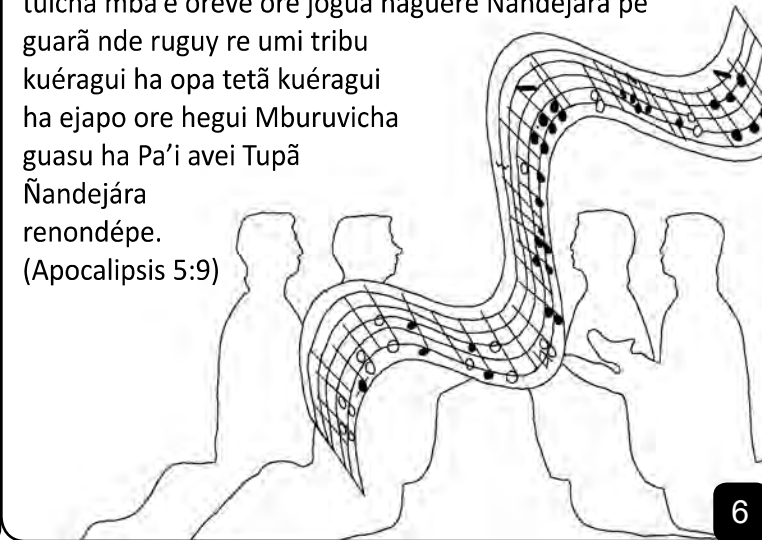 tuicha mba'e oreve ore jogua haguére Ñandejára pe
guarã nde ruguy re umi tribu
kuéragui ha opa tetã kuéragui
ha ejapo ore hegui Mburuvicha
guasu ha Pa'i avei Tupã
Ñandejára
renondépe.
(Apocalipsis 5:9)
6